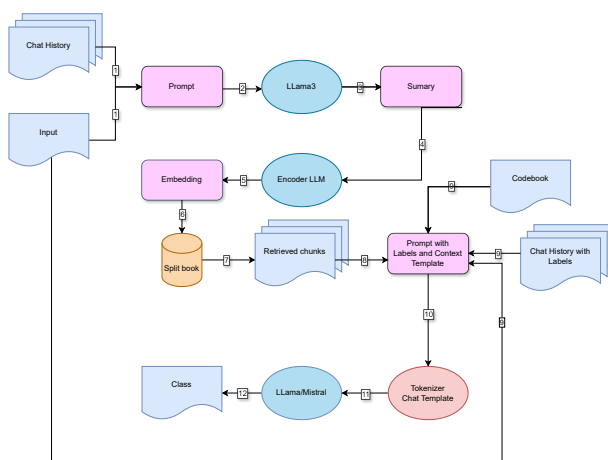 Chat History
1
Prompt
2
LLama3
3
Sumary
Input
1
4
Embedding
5
Encoder LLM
Codebook
6
9
Split book
7
Retrieved chunks
8
Prompt with
Labels and Context
Template
9
Chat History with
Labels
10
9
Class
12
LLama/Mistral
11
Tokenizer
Chat Template